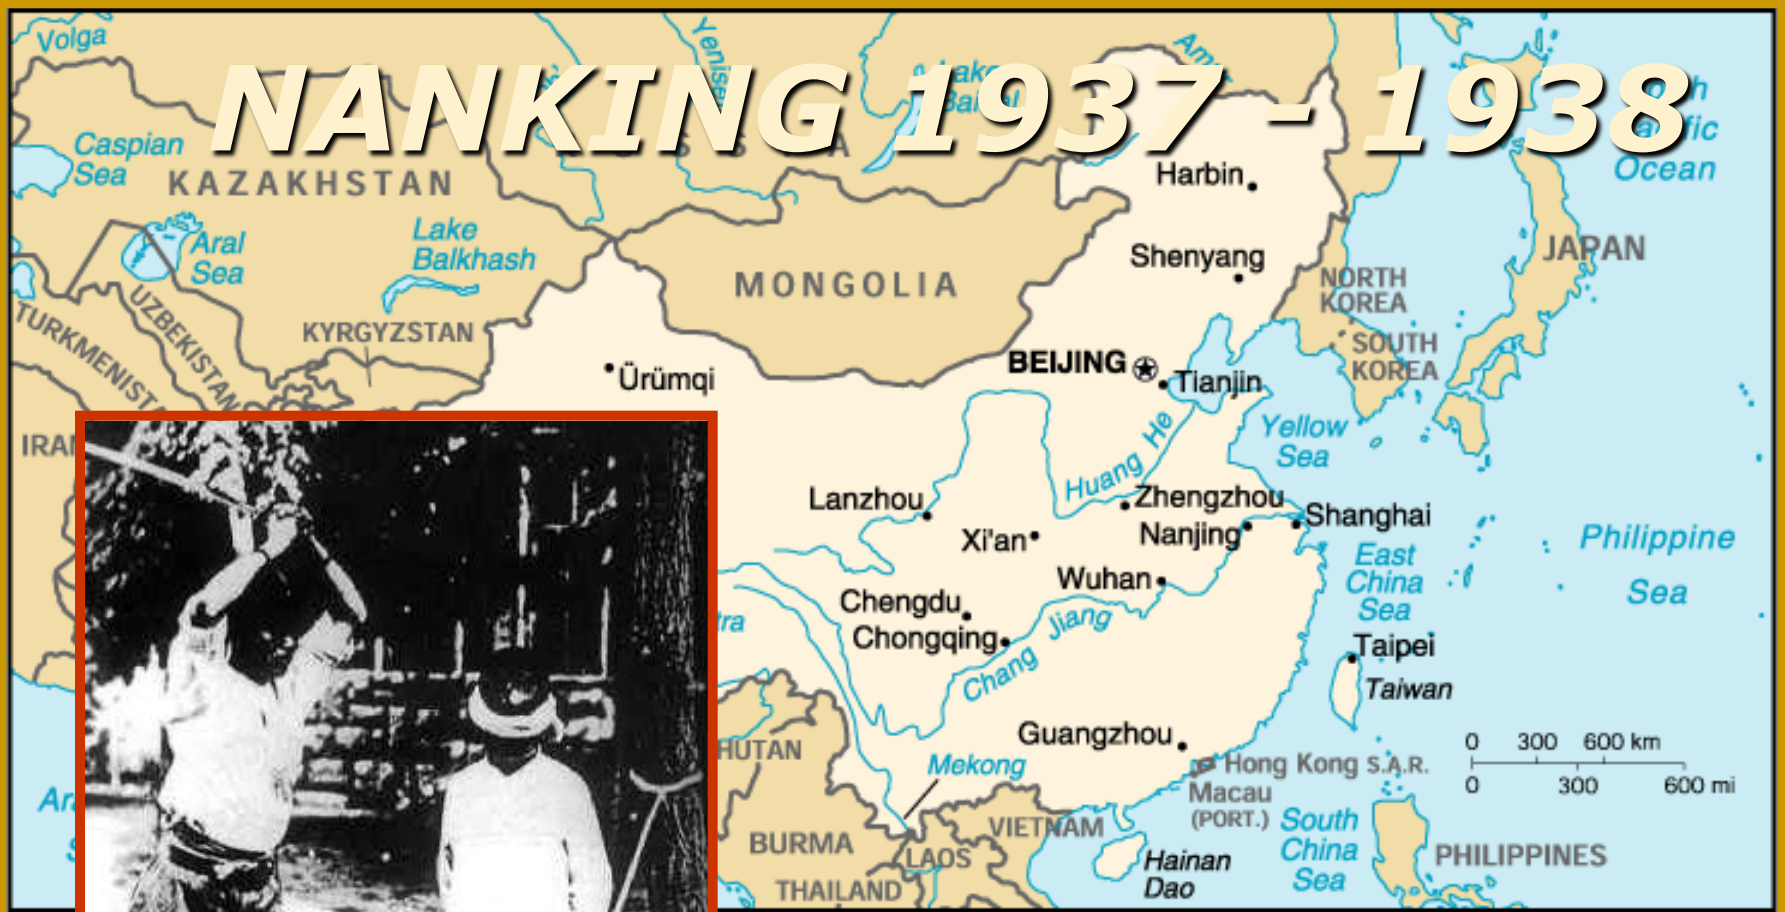 NANKING 1937 - 1938
Volga
Caspian
Sea
KAZAKHSTAN
Aral
Sea
Lake
Balkhash
UZBEKISTAN
KYRGYZSTAN
MONGOLIA
Harbin
Shenyang
JAPAN
NORTH
KOREA
SOUTH
KOREA
Ocean
Ürümqi
BEIJING
Tianjin
Yellow
Sea
Huang He
Lanzhou
Xi'an
Zhengzhou
Nanjing
Shanghai
East
China
Sea
Philippine
Sea
Wuhan
Chengdu
Chongqing
Chang Jiang
Taipei
Taiwan
Guangzhou
Mekong
Hong Kong S.A.R.
Macau
(PORT.)
0 300 600 km
0 300 600 mi
BURMA
LAOS
VIETNAM
THAILAND
Hainan
Dao
South
China
Sea
PHILIPPINES